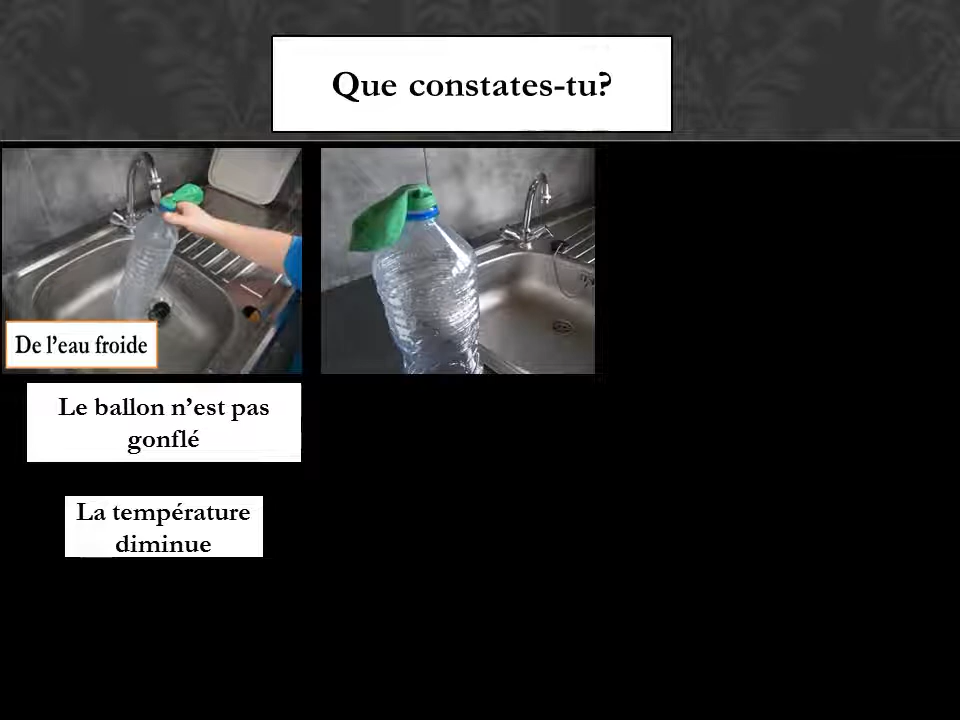 Que constates-tu?
De l'eau froide
Le ballon n'est pas
gonflé
La température
diminue